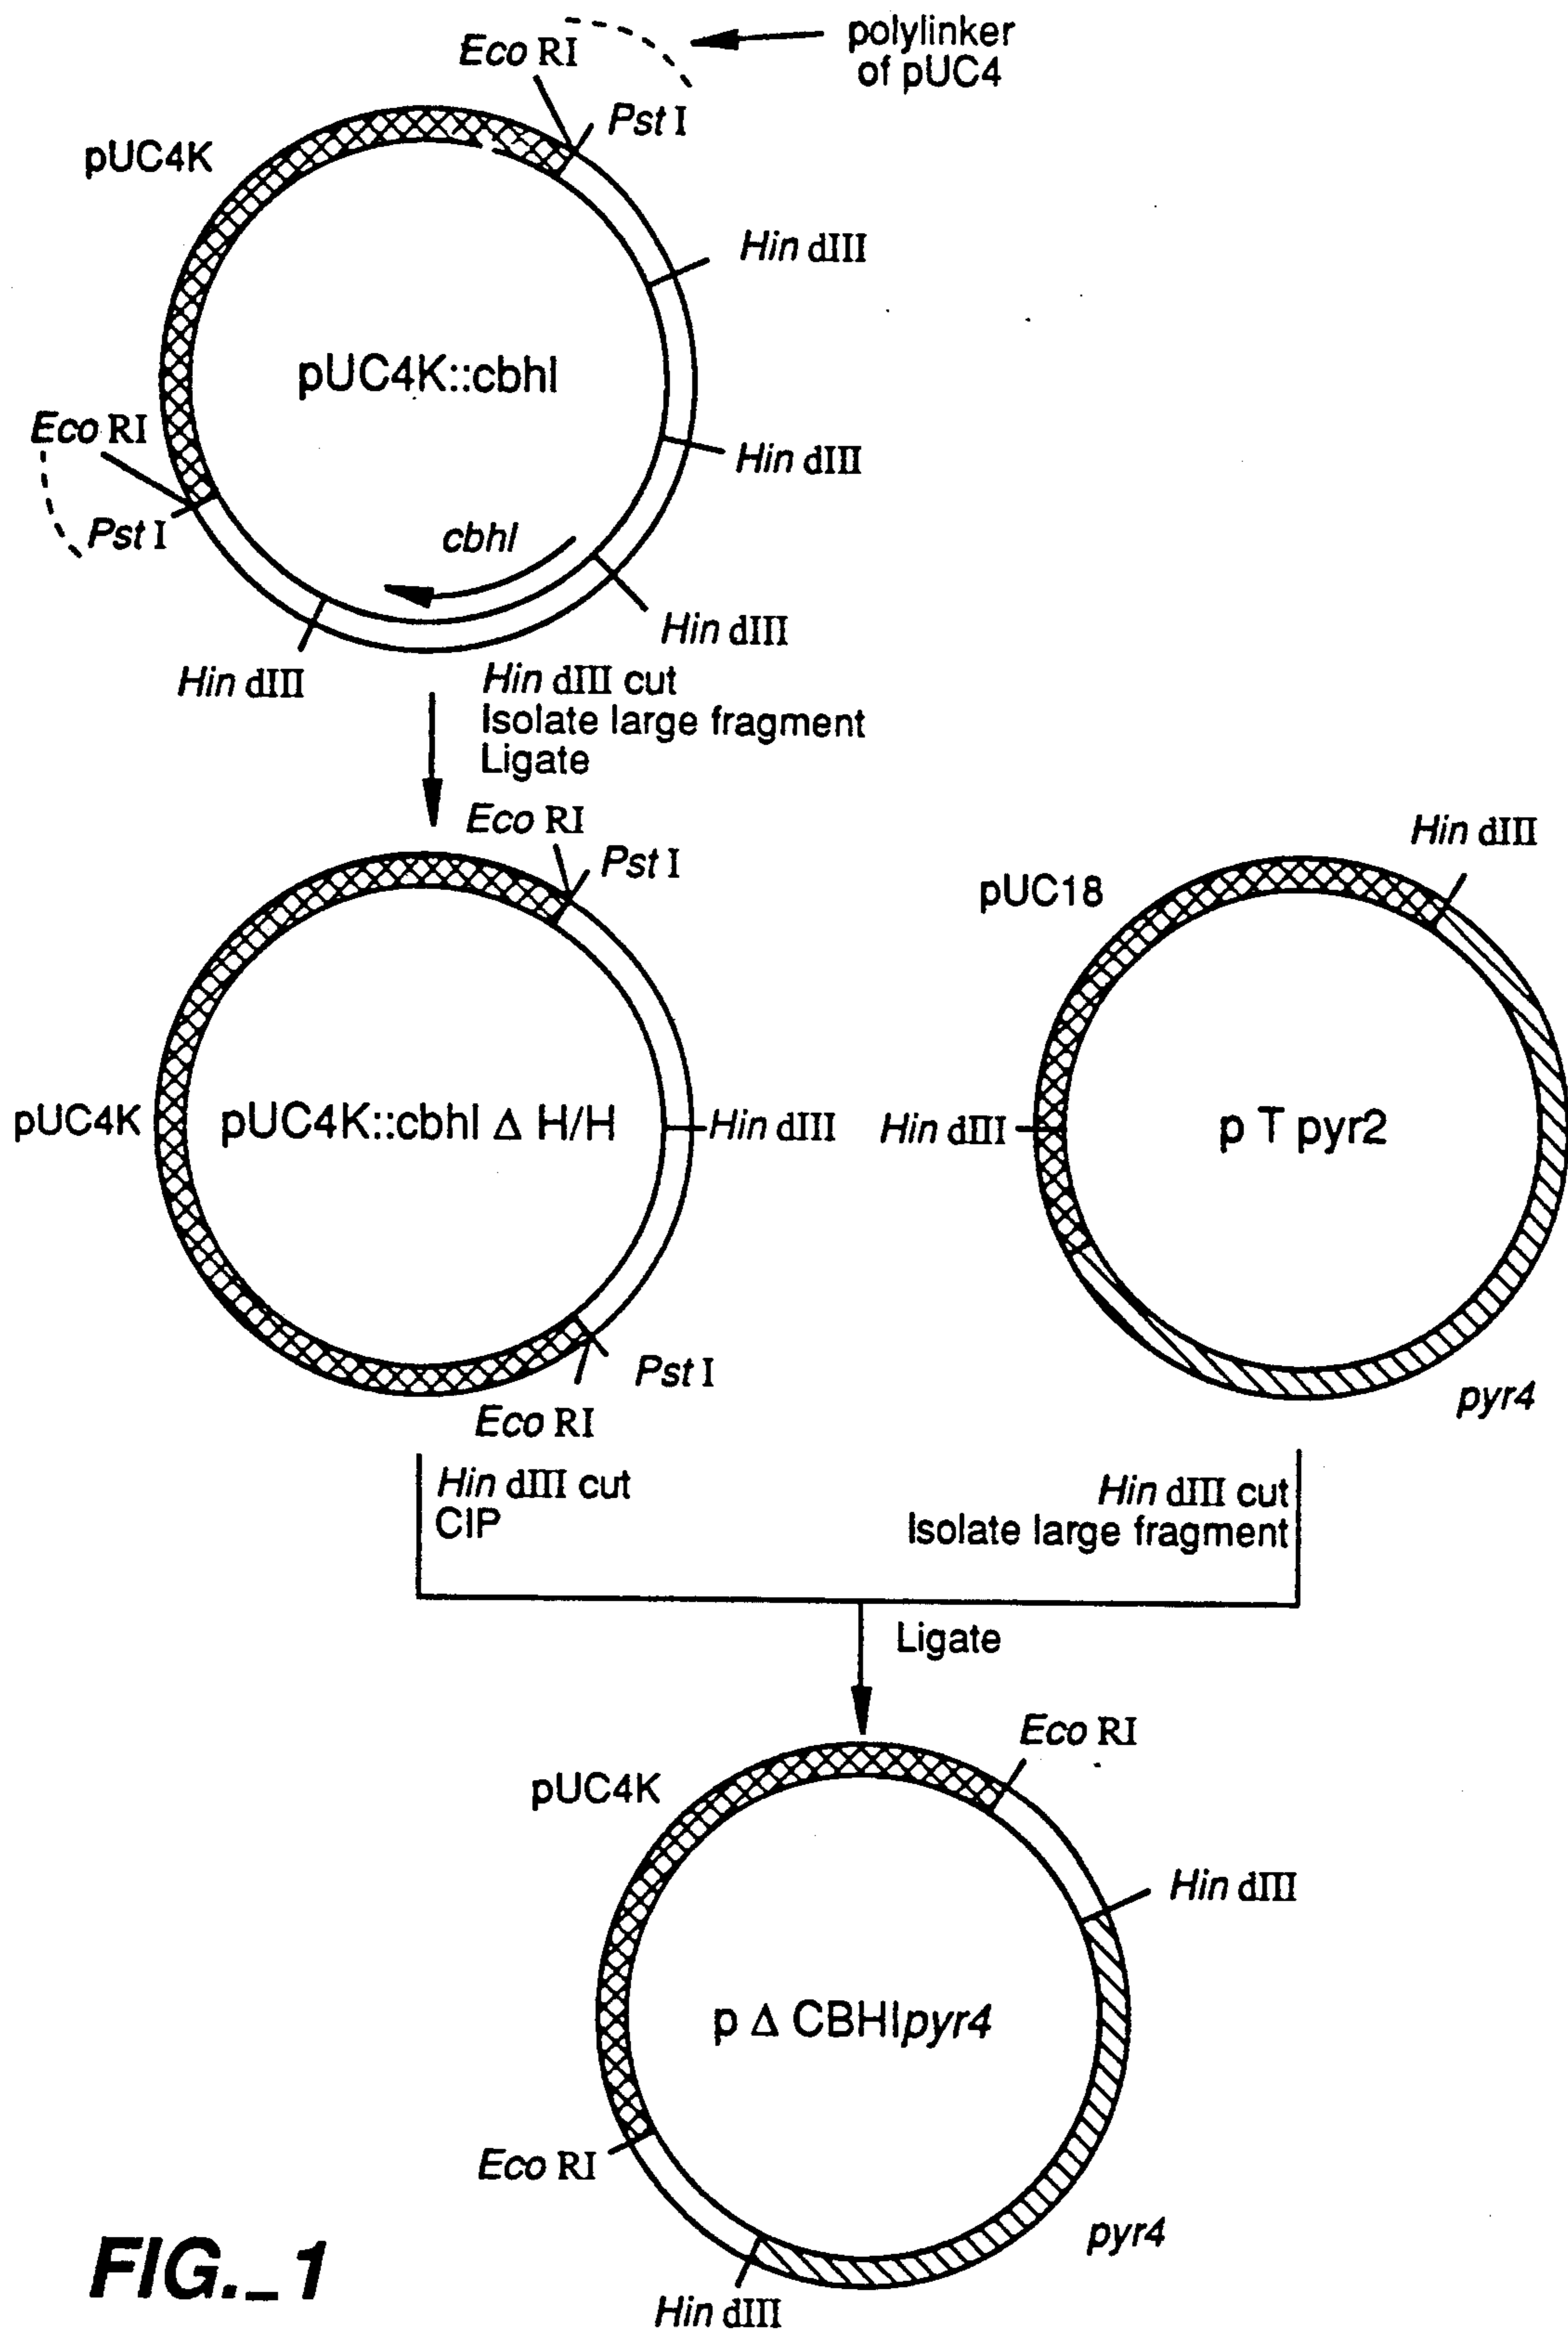 polylinker
of pUC4
Eco RI
Pst I
pUC4K
Hin dIII
pUC4K::cbhI
Eco RI
Hin dIII
Pst I
cbhI
Hin dIII
Hin dIII
Hin dIII cut
Isolate large fragment
Ligate
Eco RI
Pst I
Hin dIII
pUC18
pUC4K
pUC4K::cbhI Δ H/H
Hin dIII
Hin dIII
p T pyr2
Pst I
Eco RI
pyr4
Hin dIII cut
CIP
Hin dIII cut
Isolate large fragment
Ligate
Eco RI
pUC4K
Hin dIII
p Δ CBHIpyr4
Eco RI
pyr4
Hin dIII
FIG._1